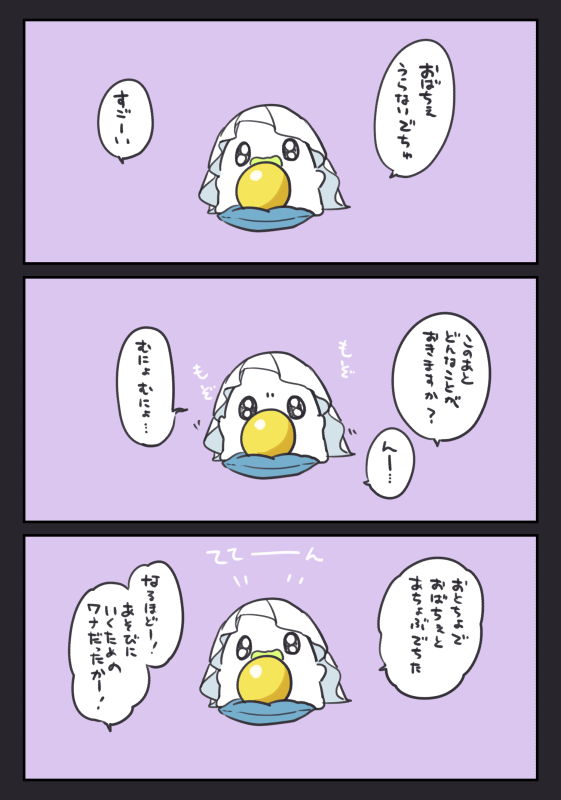 おばちぇ
うらないでちゅ
すごーい
このあと
どんなことが
おきますか?
んー…
もぞ
もぞ
むにょ むにょ…
ててーーん
おとちょで
おばちぇと
あちょぶでちた
なるほどー!
あそびに
いくための
ワナだったかー!